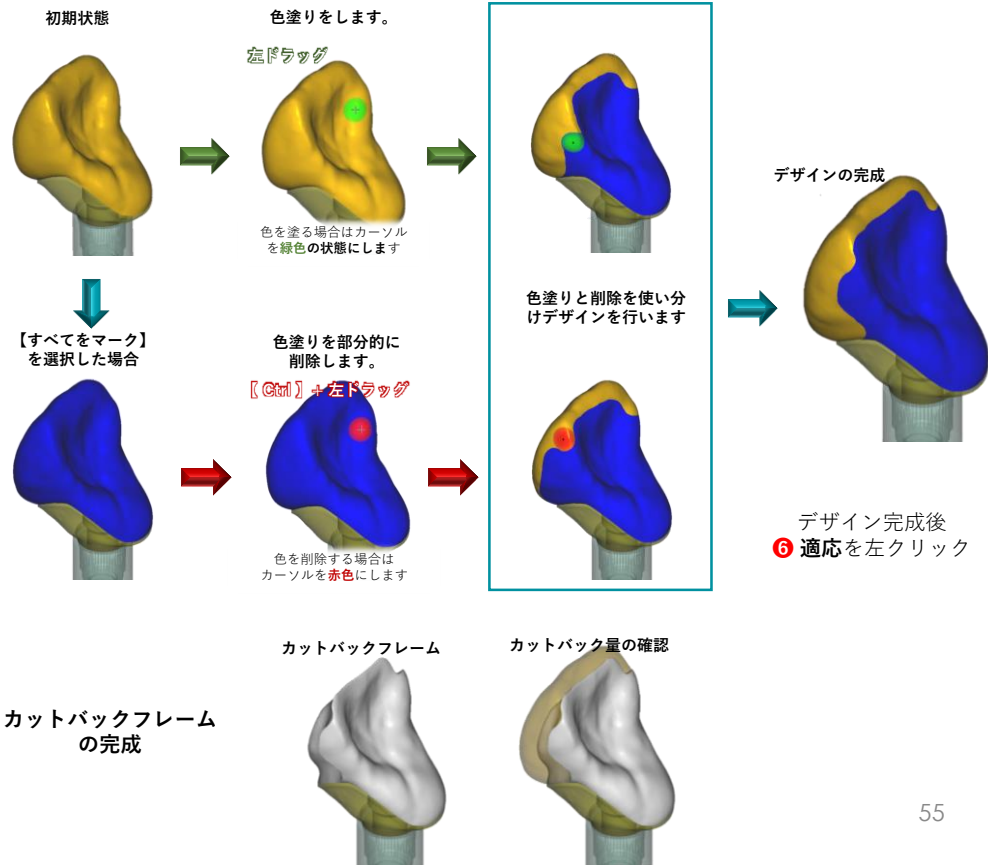 初期状態
色塗りをします。
左ドラッグ
色を塗る場合はカーソル
を緑色の状態にします
デザインの完成
【すべてをマーク】
を選択した場合
色塗りを部分的に
削除します。
[ Ctrl ] + 左ドラッグ
色塗りと削除を使い分
けデザインを行います
色を削除する場合は
カーソルを赤色にします
デザイン完成後
❻ 適応を左クリック
カットバックフレーム
の完成
カットバックフレーム
カットバック量の確認
55